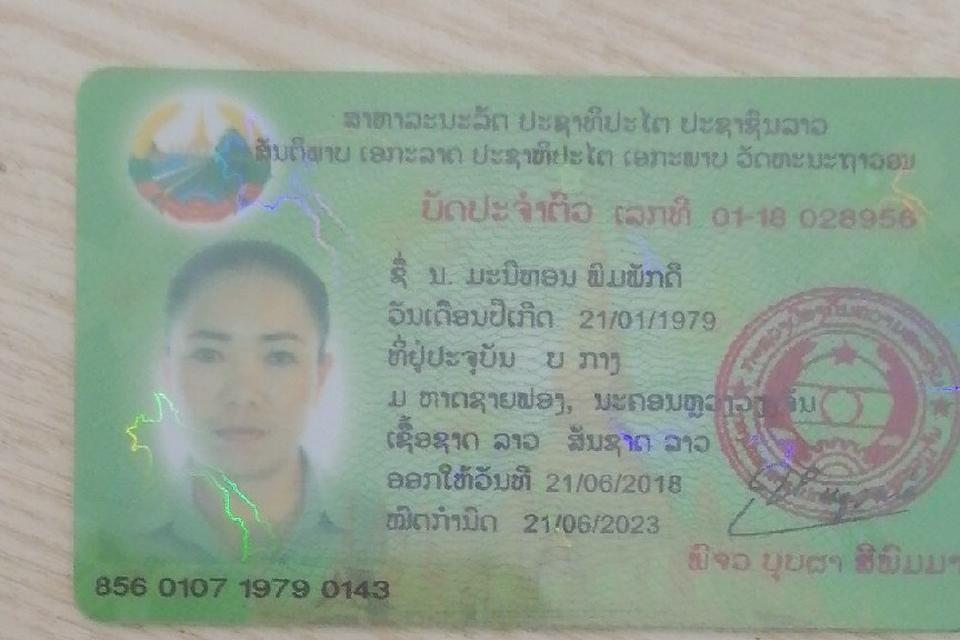 ສາທາລະນະລັດ ປະຊາທິປະໄຕ ປະຊາຊົນລາວ
ສັນຕິພາບ ເອກະລາດ ປະຊາທິປະໄຕ ເອກະພາບ ວັດທະນະຖາວອນ
ບັດປະຈຳຕົວ ເລກທີ 01-18 028956
ຊື່ ນ. ມະນີທອນ ພິມພັກດີ
ວັນເດືອນປີເກີດ 21/01/1979
ທີ່ຢູ່ປະຈຸບັນ ບ ກາງ
ມ ຫາດຊາຍຟອງ, ນະຄອນຫຼວງວຽງຈັນ
ເຊື້ອຊາດ ລາວ ສັນຊາດ ລາວ
ອອກໃຫ້ວັນທີ 21/06/2018
ໝົດກຳນົດ 21/06/2023
ພົຈວ ບຸບຜາ
856 0107 1979 0143